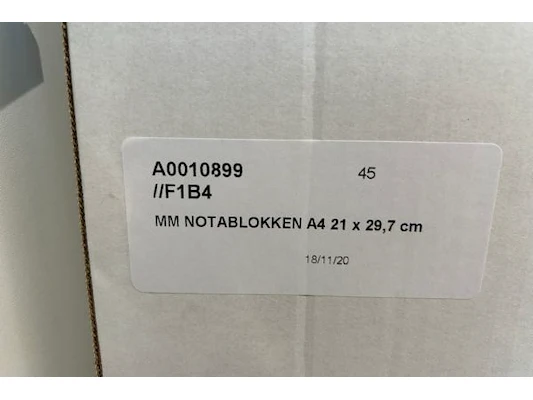 A0010899 45
//F1B4
MM NOTABLOKKEN A4 21 x 29,7 cm
18/11/20